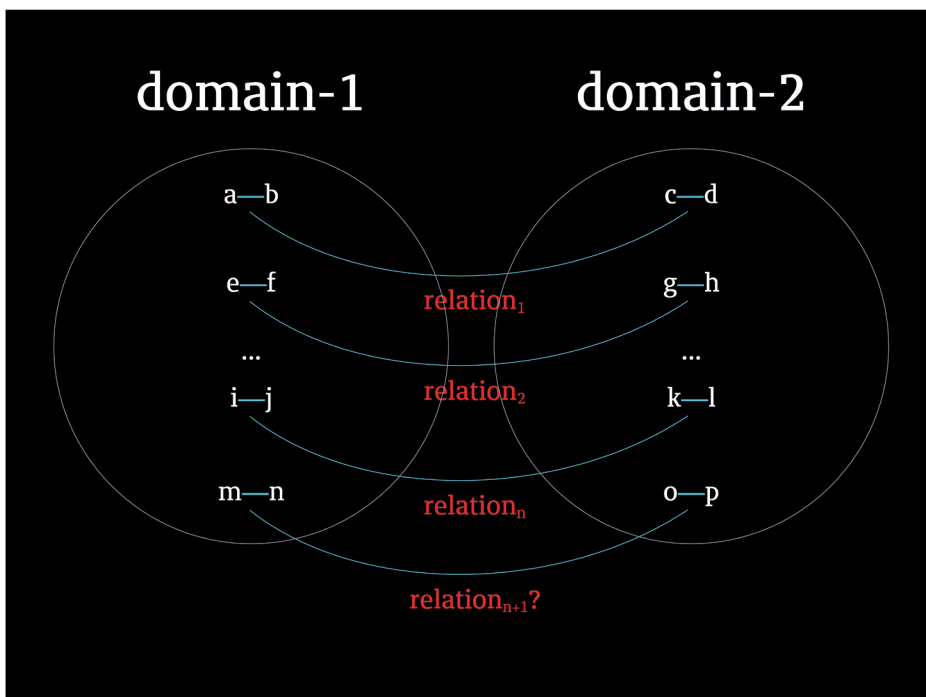 domain-1 domain-2
a—b c—d
e—f g—h
relation₁
... ...
relation₂
i—j k—l
m—n o—p
relationₙ
relationₙ₊₁?